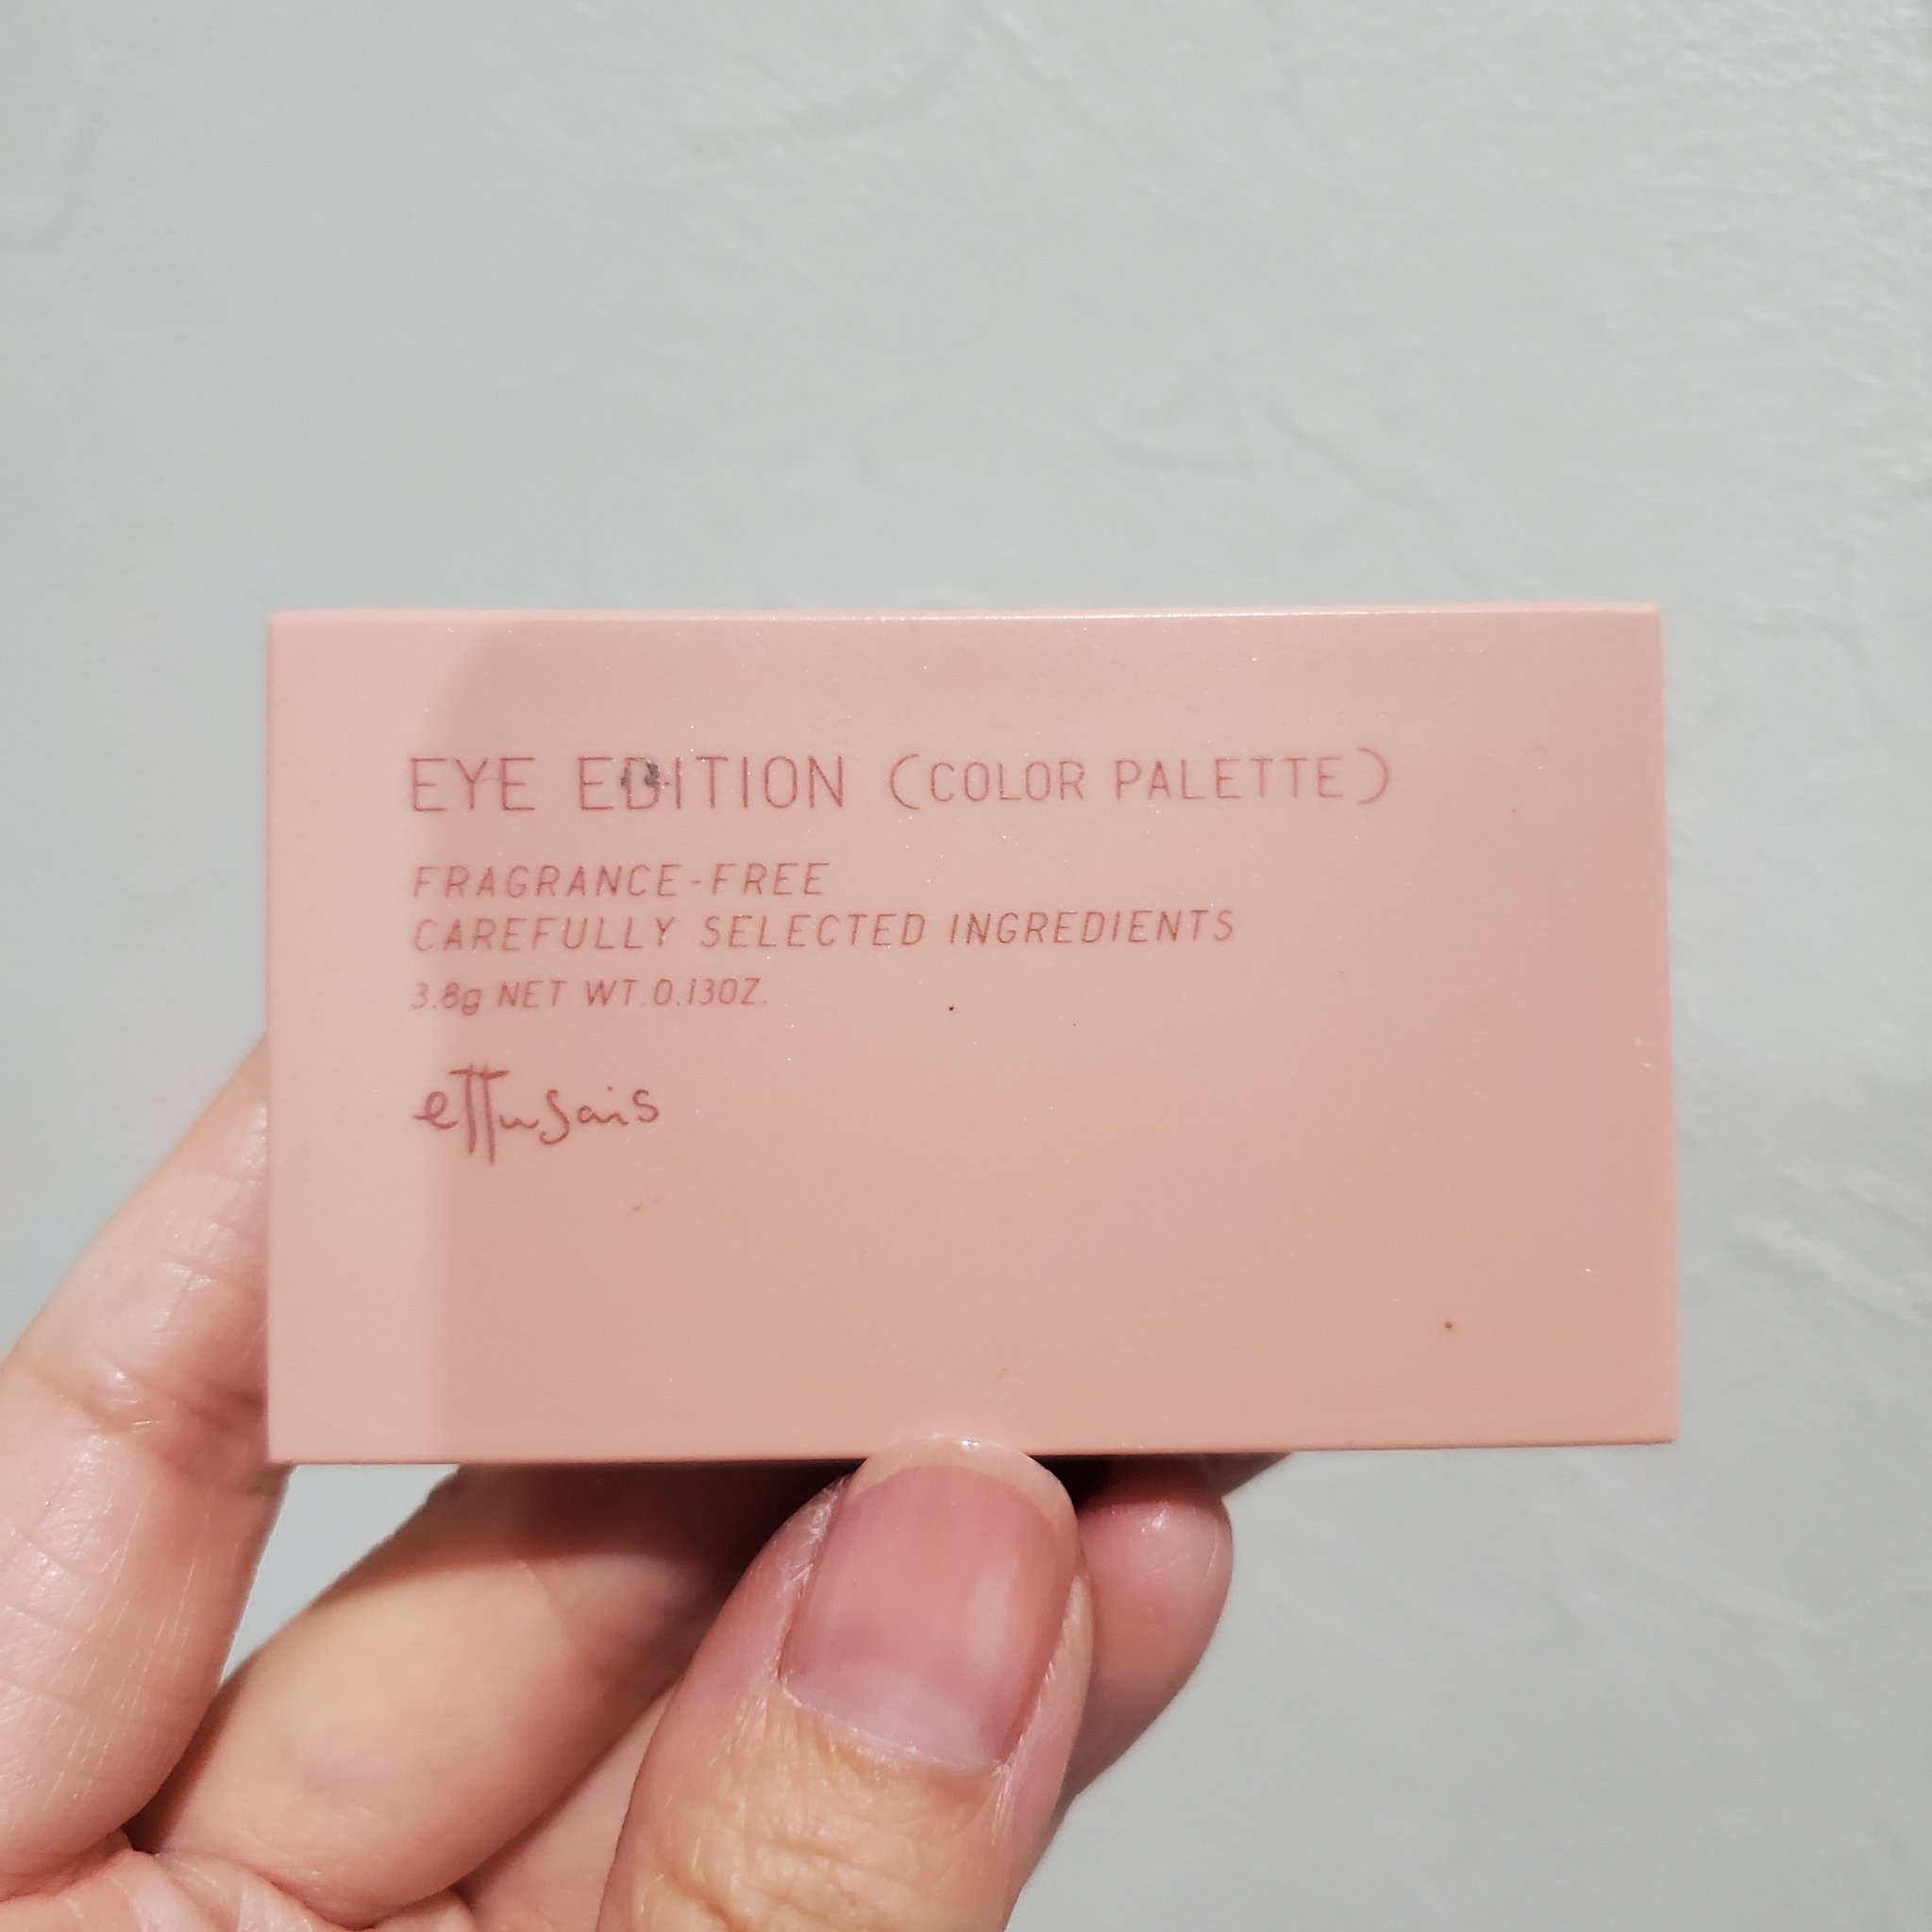 EYE EDITION (COLOR PALETTE)
FRAGRANCE-FREE
CAREFULLY SELECTED INGREDIENTS
3.8g NET WT.0.13OZ.
ettusais